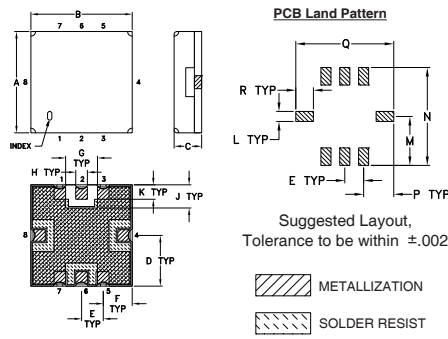 PCB Land Pattern
B
7 6 5
A
8
4
INDEX
1 2 3
C
Q
R TYP
L TYP
N
M
E TYP
P TYP
G
TYP
H TYP
1 2 3
K
TYP
J TYP
8
4
D
7 6 5
E
TYP
F
TYP
Suggested Layout,
Tolerance to be within ±.002
METALLIZATION
SOLDER RESIST